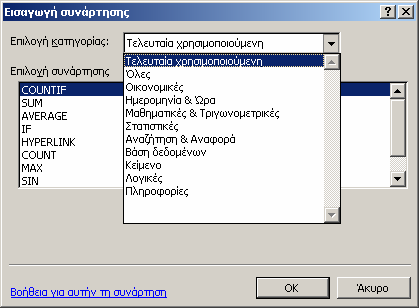 Εισαγωγή συνάρτησης
Επιλογή κατηγορίας:
Τελευταία χρησιμοποιούμενη
Τελευταία χρησιμοποιούμενη
Όλες
Οικονομικές
Ημερομηνία & Ώρα
Μαθηματικές & Τριγωνομετρικές
Στατιστικές
Αναζήτηση & Αναφορά
Βάση δεδομένων
Κείμενο
Λογικές
Πληροφορίες
Επιλοχή συνάρτησης
COUNTIF
SUM
AVERAGE
IF
HYPERLINK
COUNT
MAX
SIN
Βοήθεια για αυτήν τη συνάρτηση
OK
Άκυρο